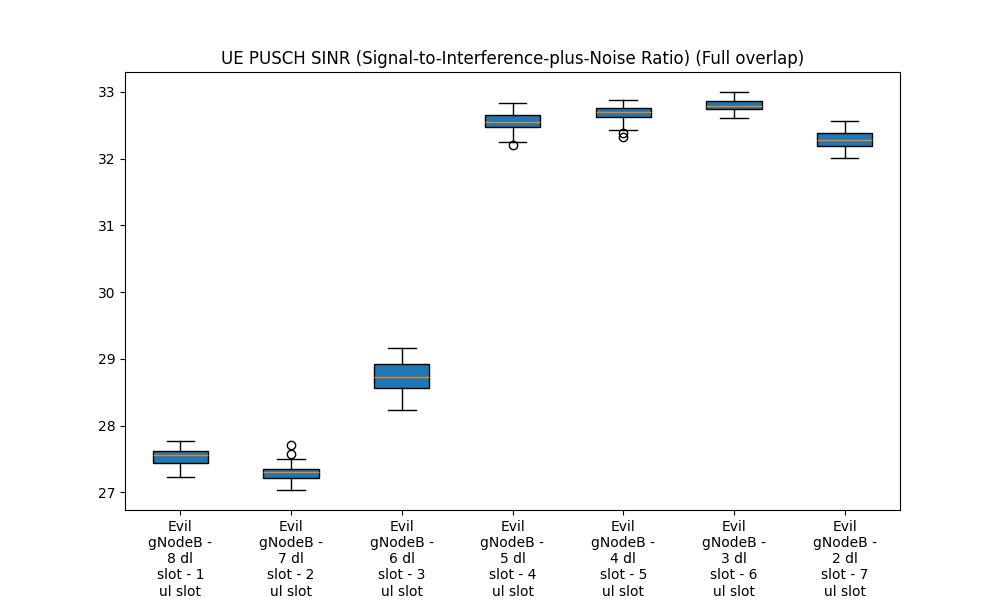 UE PUSCH SINR (Signal-to-Interference-plus-Noise Ratio) (Full overlap)
33
32
31
30
29
28
27
Evil
gNodeB -
8 dl
slot - 1
ul slot
Evil
gNodeB -
7 dl
slot - 2
ul slot
Evil
gNodeB -
6 dl
slot - 3
ul slot
Evil
gNodeB -
5 dl
slot - 4
ul slot
Evil
gNodeB -
4 dl
slot - 5
ul slot
Evil
gNodeB -
3 dl
slot - 6
ul slot
Evil
gNodeB -
2 dl
slot - 7
ul slot